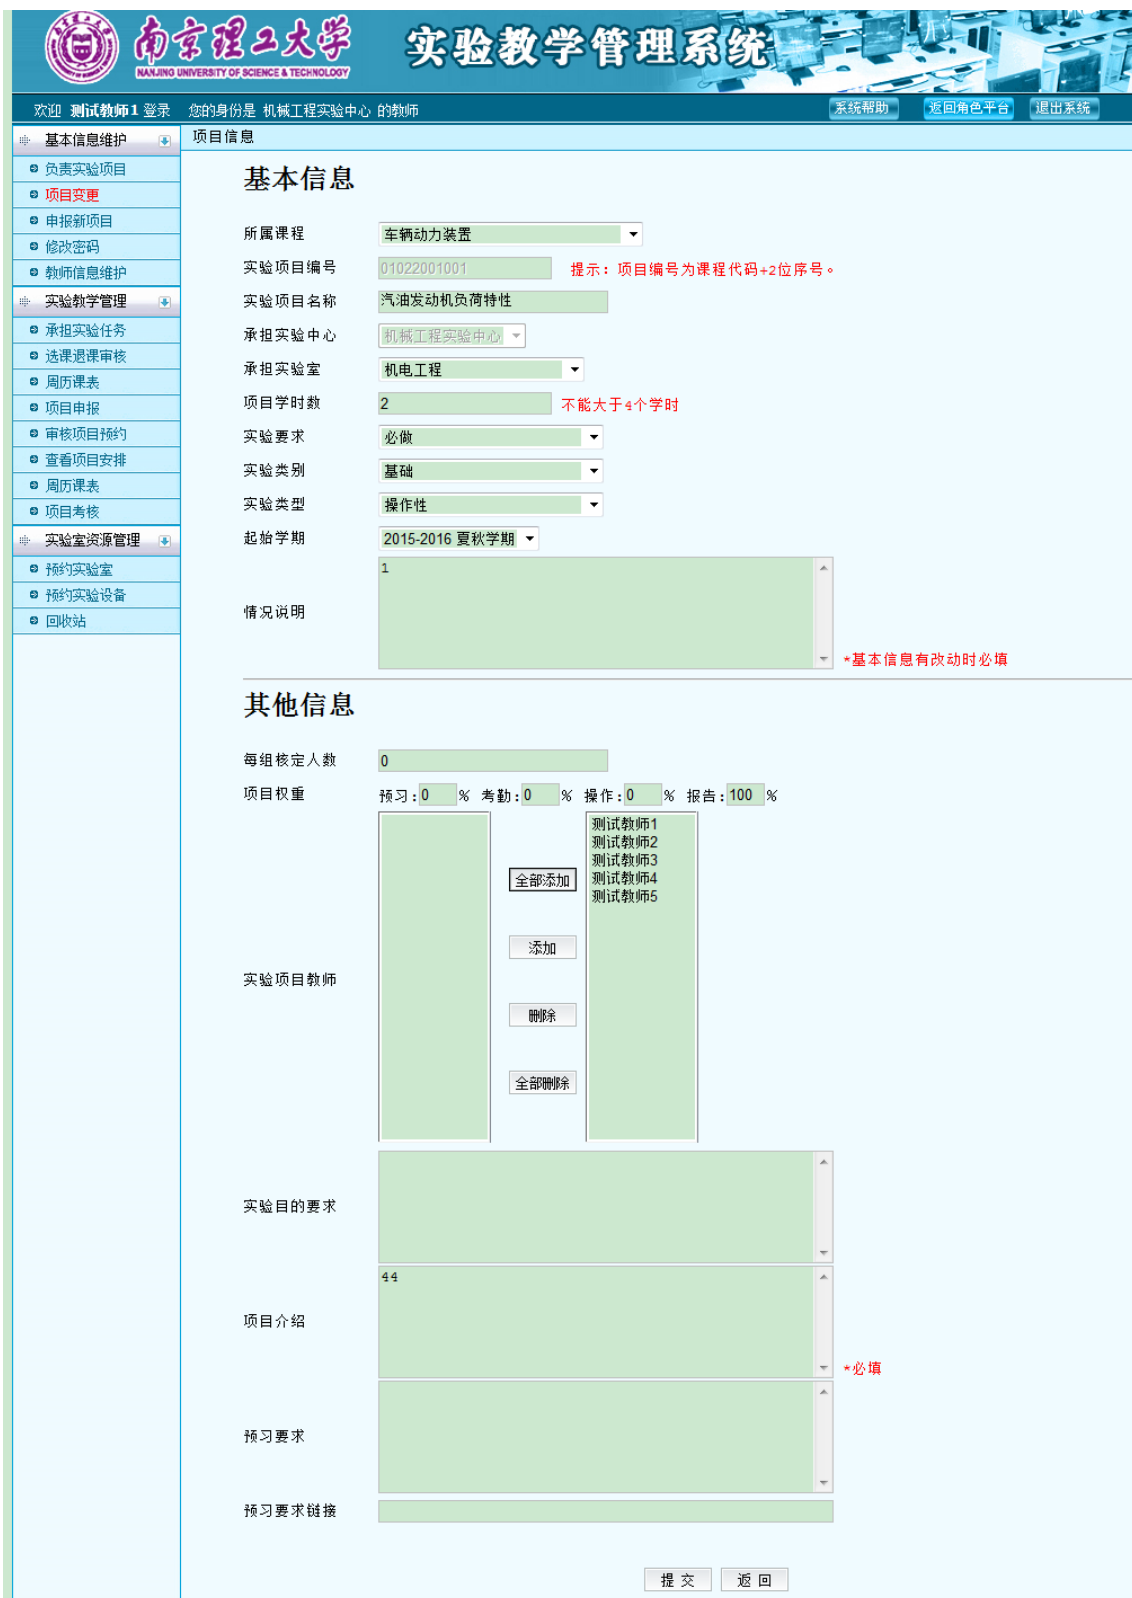 南京理工大学
NANJING UNIVERSITY OF SCIENCE & TECHNOLOGY
实验教学管理系统
欢迎 测试教师1 登录 您的身份是 机械工程实验中心 的教师
系统帮助 返回角色平台 退出系统
基本信息维护
负责实验项目
项目变更
申报新项目
修改密码
教师信息维护
实验教学管理
承担实验任务
选课退课审核
周历课表
项目申报
审核项目预约
查看项目安排
周历课表
项目考核
实验室资源管理
预约实验室
预约实验设备
回收站
项目信息
基本信息
所属课程 车辆动力装置
实验项目编号 01022001001 提示: 项目编号为课程代码+2位序号。
实验项目名称 汽油发动机负荷特性
承担实验中心 机械工程实验中心
承担实验室 机电工程
项目学时数 2 不能大于4个学时
实验要求 必做
实验类别 基础
实验类型 操作性
起始学期 2015-2016 夏秋学期
情况说明 1
*基本信息有改动时必填
其他信息
每组核定人数 0
项目权重 预习:0 % 考勤:0 % 操作:0 % 报告:100 %
实验项目教师
全部添加
添加
删除
全部删除
测试教师1
测试教师2
测试教师3
测试教师4
测试教师5
实验目的要求
项目介绍 44
*必填
预习要求
预习要求链接
提 交 返 回